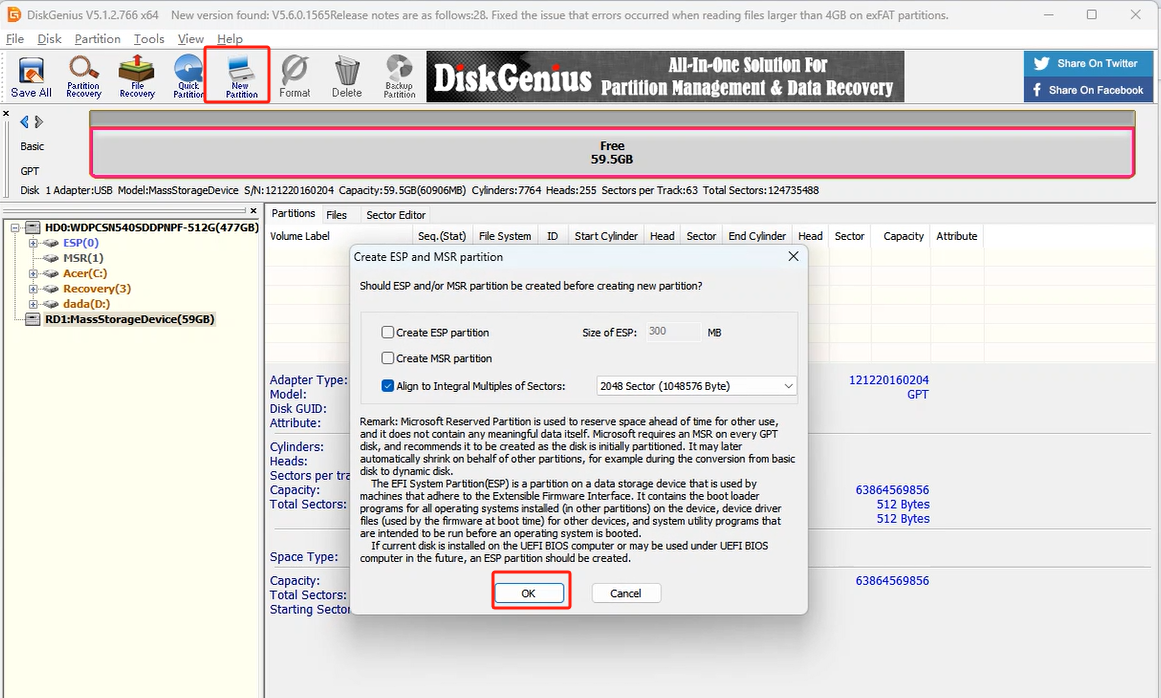 DiskGenius V5.1.2.766 x64 New version found: V5.6.0.1565Release notes are as follows:28. Fixed the issue that errors occurred when reading files larger than 4GB on exFAT partitions.
File Disk Partition Tools View Help
Save All
Partition Recovery
File Recovery
Quick Partition
New Partition
Format
Delete
Backup Partition
DiskGenius
All-In-One Solution For
Partition Management & Data Recovery
Share On Twitter
Share On Facebook
Basic
GPT
Free
59.5GB
Disk 1 Adapter:USB Model:MassStorageDevice S/N:121220160204 Capacity:59.5GB(60906MB) Cylinders:7764 Heads:255 Sectors per Track:63 Total Sectors:124735488
HD0:WDPCSN540SDDPNPF-512G(477GB)
ESP(0)
MSR(1)
Acer(C:)
Recovery(3)
dada(D:)
RD1:MassStorageDevice(59GB)
Partitions Files Sector Editor
Volume Label Seq.(Stat) File System ID Start Cylinder Head Sector End Cylinder Head Sector Capacity Attribute
Create ESP and MSR partition
Should ESP and/or MSR partition be created before creating new partition?
Create ESP partition Size of ESP: 300 MB
Create MSR partition
Align to Integral Multiples of Sectors: 2048 Sector (1048576 Byte)
Remark: Microsoft Reserved Partition is used to reserve space ahead of time for other use,
and it does not contain any meaningful data itself. Microsoft requires an MSR on every GPT
disk, and recommends it to be created as the disk is initially partitioned. It may later
automatically shrink on behalf of other partitions, for example during the conversion from basic
disk to dynamic disk.
The EFI System Partition(ESP) is a partition on a data storage device that is used by
machines that adhere to the Extensible Firmware Interface. It contains the boot loader
programs for all operating systems installed (in other partitions) on the device, device driver
files (used by the firmware at boot time) for other devices, and system utility programs that
are intended to be run before an operating system is booted.
If current disk is installed on the UEFI BIOS computer or may be used under UEFI BIOS
computer in the future, an ESP partition should be created.
OK Cancel
Adapter Type: 121220160204
Model: GPT
Disk GUID:
Attribute:
Cylinders:
Heads:
Sectors per tra
Capacity: 63864569856
Total Sectors: 512 Bytes
512 Bytes
Space Type:
Capacity: 63864569856
Total Sectors:
Starting Sector